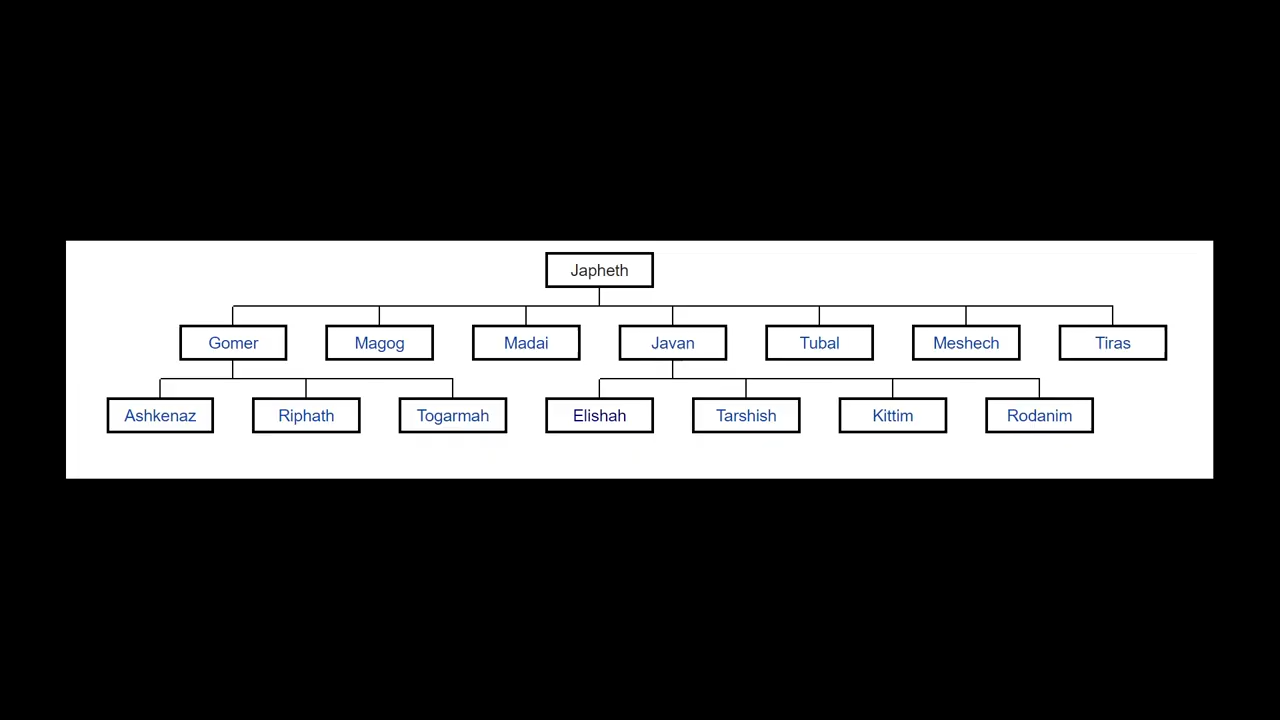 Japheth
Gomer Magog Madai Javan Tubal Meshech Tiras
Ashkenaz Riphath Togarmah Elishah Tarshish Kittim Rodanim